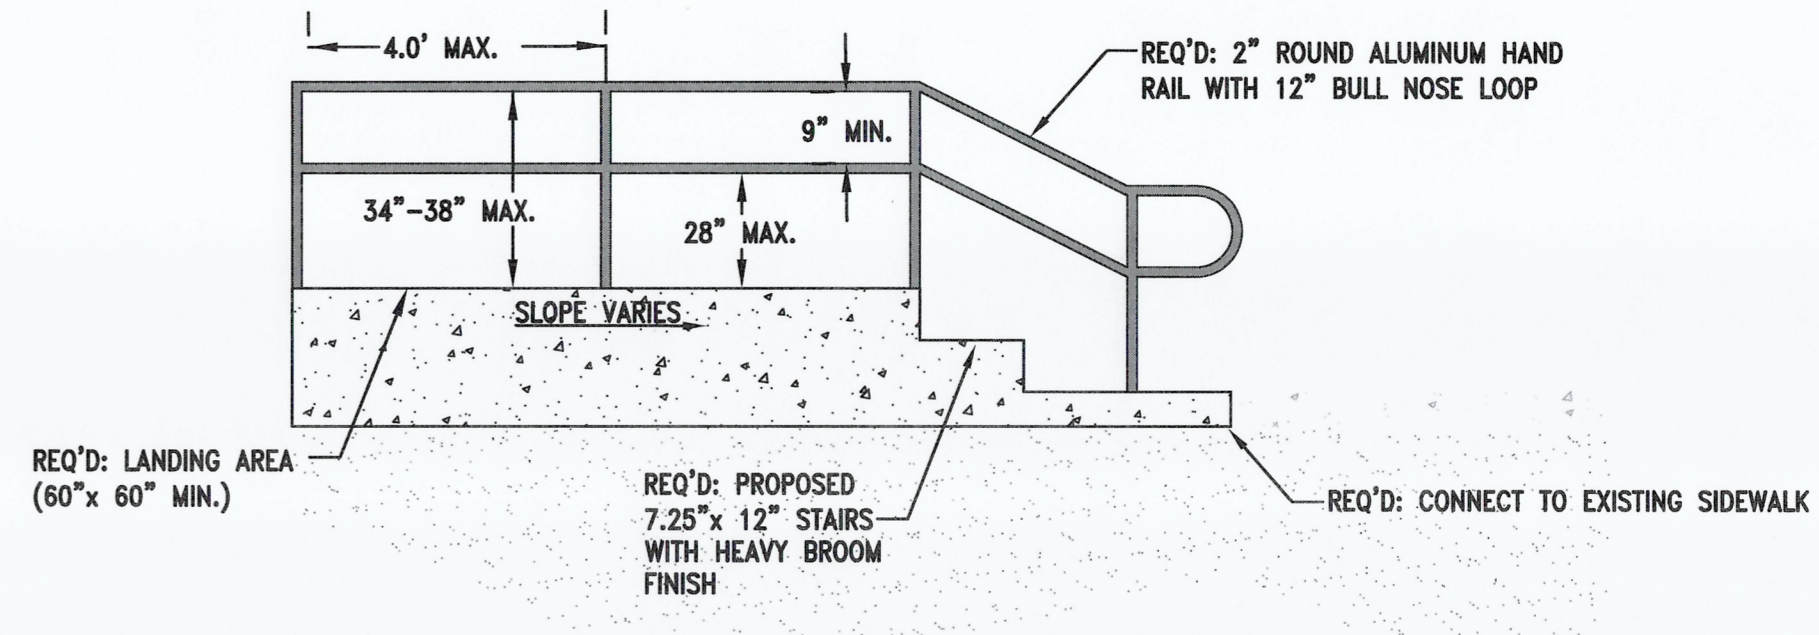 4.0' MAX.
REQ'D: 2" ROUND ALUMINUM HAND
RAIL WITH 12" BULL NOSE LOOP
9" MIN.
34"-38" MAX.
28" MAX.
SLOPE VARIES
REQ'D: LANDING AREA
(60"x 60" MIN.)
REQ'D: PROPOSED
7.25"x 12" STAIRS
WITH HEAVY BROOM
FINISH
REQ'D: CONNECT TO EXISTING SIDEWALK